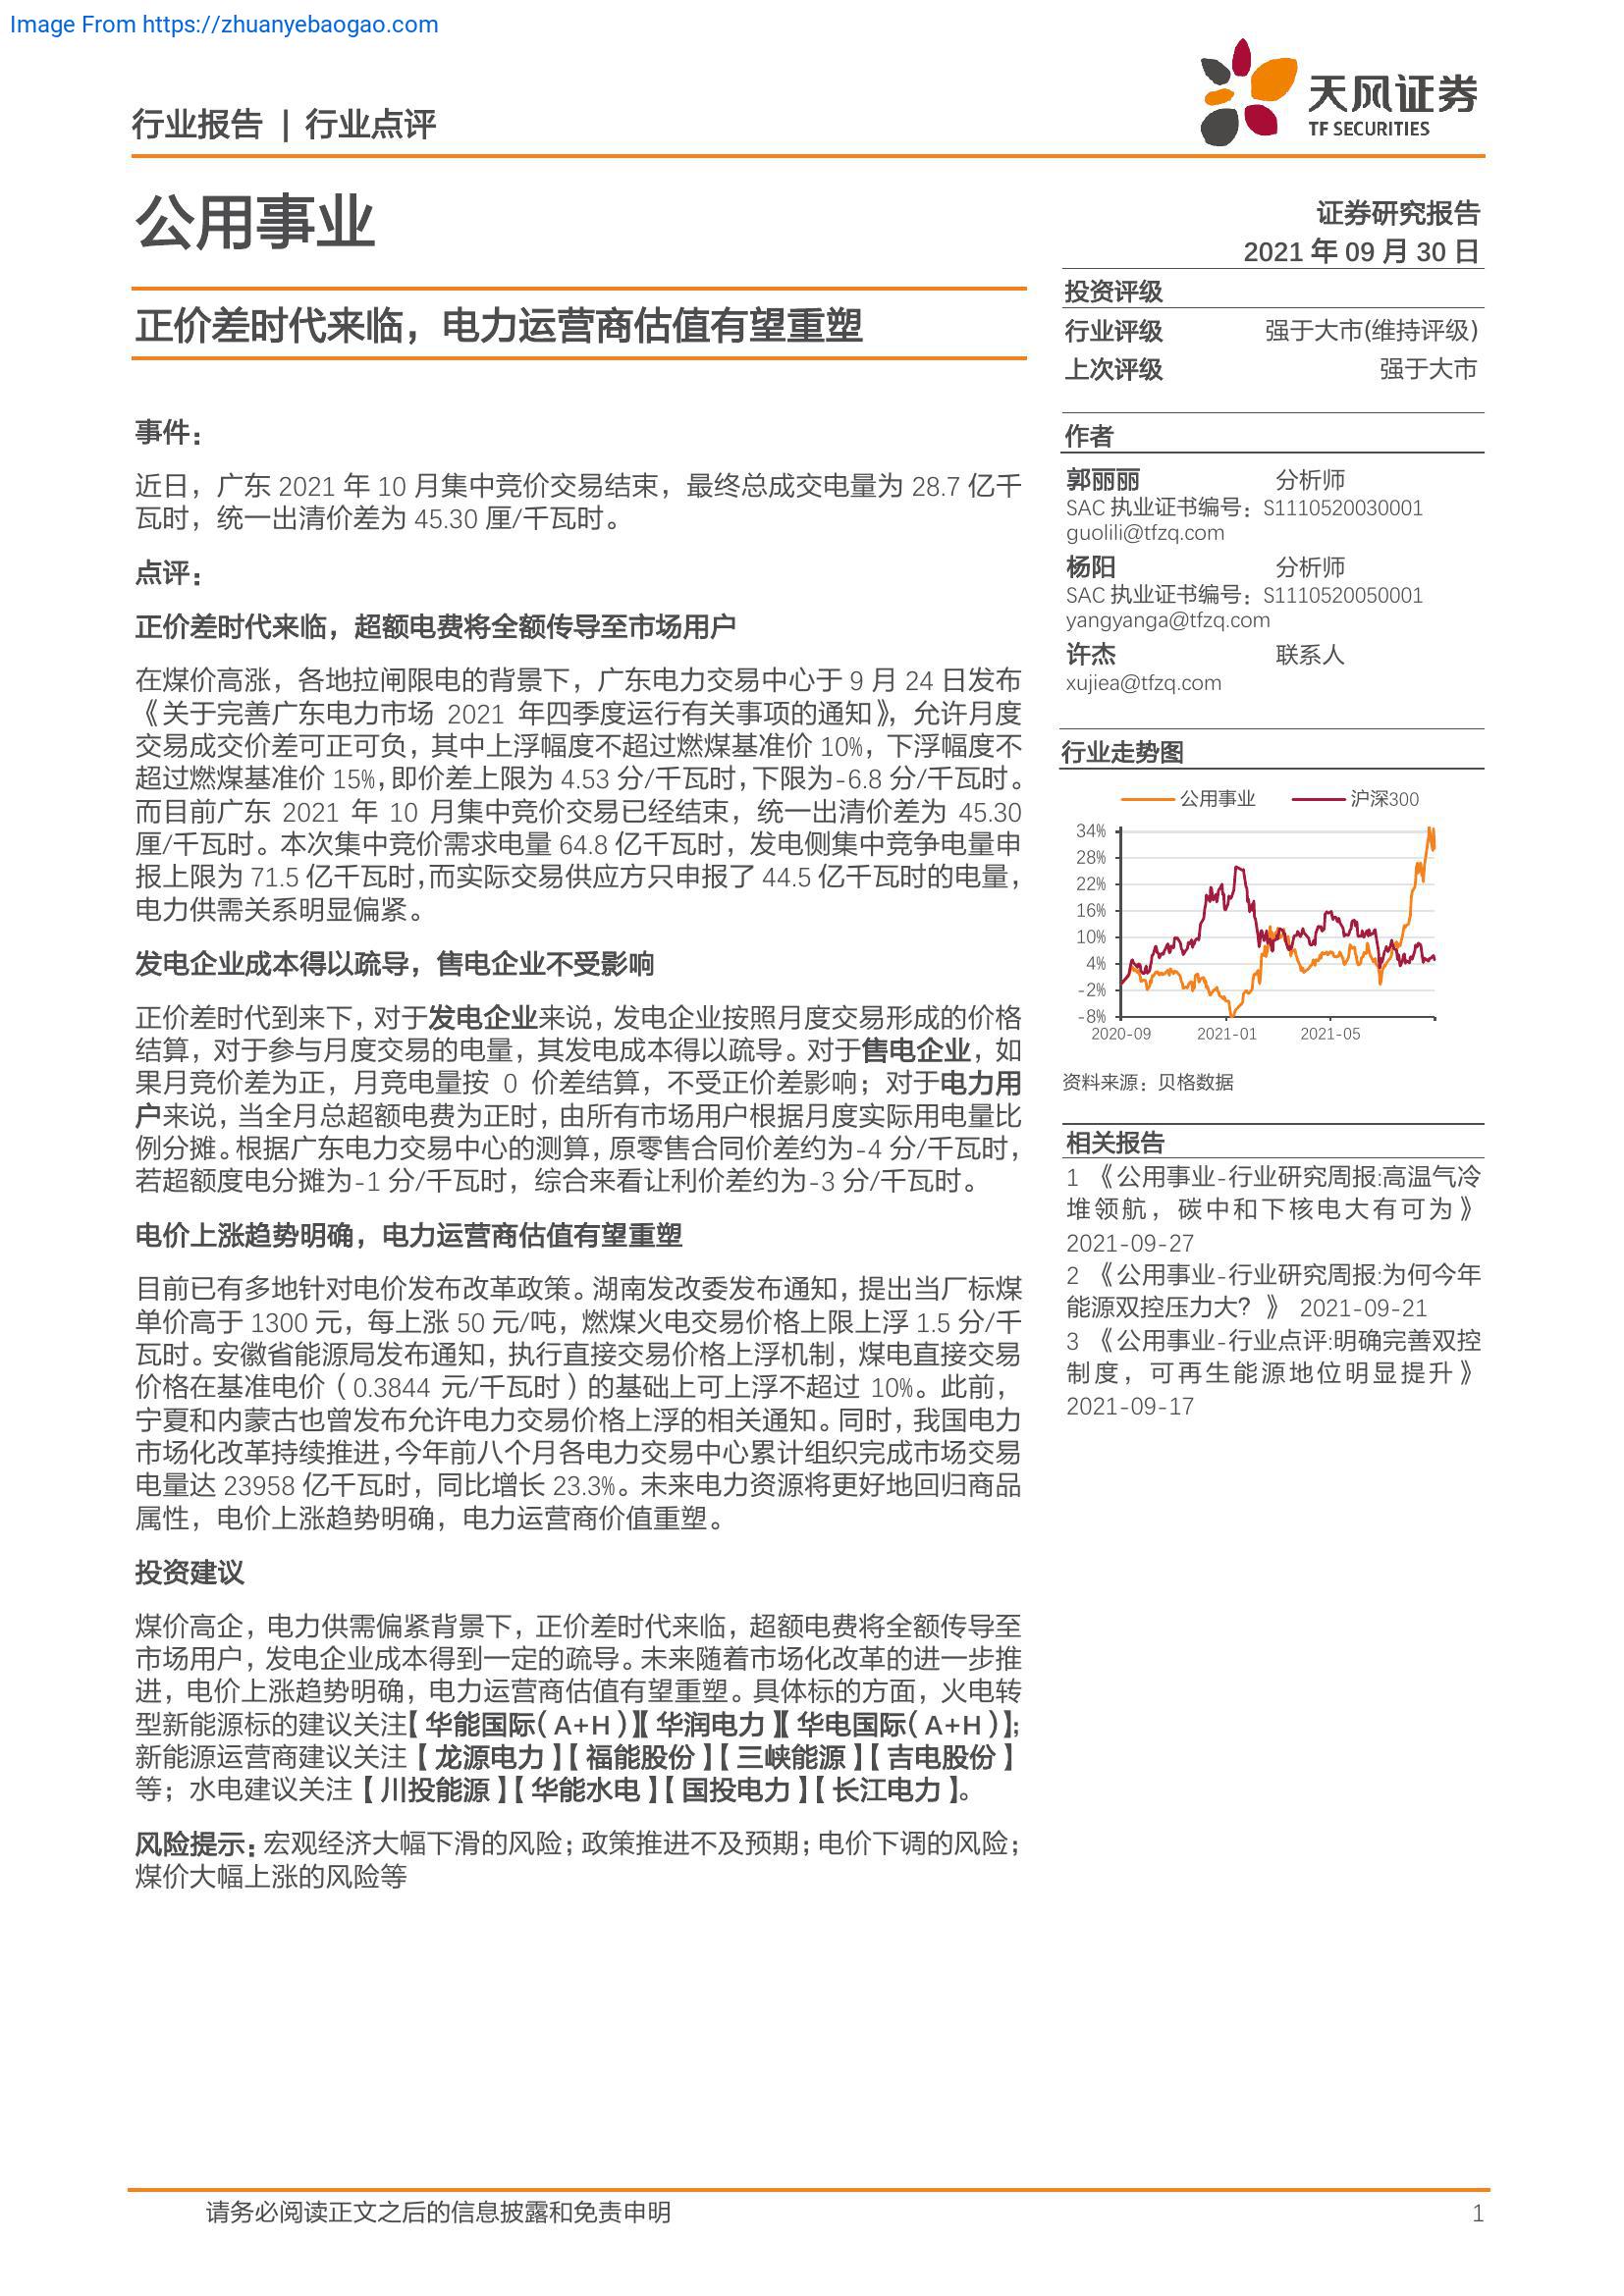 Image From https://zhuanyebaogao.com
天风证券
TF SECURITIES
行业报告 | 行业点评
公用事业
证券研究报告
2021 年 09 月 30 日
投资评级
行业评级 强于大市(维持评级)
上次评级 强于大市
正价差时代来临，电力运营商估值有望重塑
事件：
近日，广东 2021 年 10 月集中竞价交易结束，最终总成交电量为 28.7 亿千
瓦时，统一出清价差为 45.30 厘/千瓦时。
点评：
正价差时代来临，超额电费将全额传导至市场用户
在煤价高涨，各地拉闸限电的背景下，广东电力交易中心于 9 月 24 日发布
《关于完善广东电力市场 2021 年四季度运行有关事项的通知》，允许月度
交易成交价差可正可负，其中上浮幅度不超过燃煤基准价 10%，下浮幅度不
超过燃煤基准价 15%，即价差上限为 4.53 分/千瓦时，下限为-6.8 分/千瓦时。
而目前广东 2021 年 10 月集中竞价交易已经结束，统一出清价差为 45.30
厘/千瓦时。本次集中竞价需求电量 64.8 亿千瓦时，发电侧集中竞争电量申
报上限为 71.5 亿千瓦时，而实际交易供应方只申报了 44.5 亿千瓦时的电量，
电力供需关系明显偏紧。
发电企业成本得以疏导，售电企业不受影响
正价差时代到来下，对于发电企业来说，发电企业按照月度交易形成的价格
结算，对于参与月度交易的电量，其发电成本得以疏导。对于售电企业，如
果月竞价差为正，月竞电量按 0 价差结算，不受正价差影响；对于电力用
户来说，当全月总超额电费为正时，由所有市场用户根据月度实际用电量比
例分摊。根据广东电力交易中心的测算，原零售合同价差约为-4 分/千瓦时，
若超额度电分摊为-1 分/千瓦时，综合来看让利价差约为-3 分/千瓦时。
电价上涨趋势明确，电力运营商估值有望重塑
目前已有多地针对电价发布改革政策。湖南发改委发布通知，提出当厂标煤
单价高于 1300 元，每上涨 50 元/吨，燃煤火电交易价格上限上浮 1.5 分/千
瓦时。安徽省能源局发布通知，执行直接交易价格上浮机制，煤电直接交易
价格在基准电价（0.3844 元/千瓦时）的基础上可上浮不超过 10%。此前，
宁夏和内蒙古也曾发布允许电力交易价格上浮的相关通知。同时，我国电力
市场化改革持续推进，今年前八个月各电力交易中心累计组织完成市场交易
电量达 23958 亿千瓦时，同比增长 23.3%。未来电力资源将更好地回归商品
属性，电价上涨趋势明确，电力运营商价值重塑。
投资建议
煤价高企，电力供需偏紧背景下，正价差时代来临，超额电费将全额传导至
市场用户，发电企业成本得到一定的疏导。未来随着市场化改革的进一步推
进，电价上涨趋势明确，电力运营商估值有望重塑。具体标的方面，火电转
型新能源标的建议关注【华能国际（A+H）】【华润电力】【华电国际（A+H）】；
新能源运营商建议关注【龙源电力】【福能股份】【三峡能源】【吉电股份】
等；水电建议关注【川投能源】【华能水电】【国投电力】【长江电力】。
风险提示：宏观经济大幅下滑的风险；政策推进不及预期；电价下调的风险；
煤价大幅上涨的风险等
作者
郭丽丽 分析师
SAC 执业证书编号：S1110520030001
guolili@tfzq.com
杨阳 分析师
SAC 执业证书编号：S1110520050001
yangyanga@tfzq.com
许杰 联系人
xujiea@tfzq.com
行业走势图
公用事业 沪深300
34%
28%
22%
16%
10%
4%
-2%
-8%
2020-09 2021-01 2021-05
资料来源：贝格数据
相关报告
1 《公用事业-行业研究周报:高温气冷
堆领航，碳中和下核电大有可为》
2021-09-27
2 《公用事业-行业研究周报:为何今年
能源双控压力大？》 2021-09-21
3 《公用事业-行业点评:明确完善双控
制度，可再生能源地位明显提升》
2021-09-17
请务必阅读正文之后的信息披露和免责申明 1